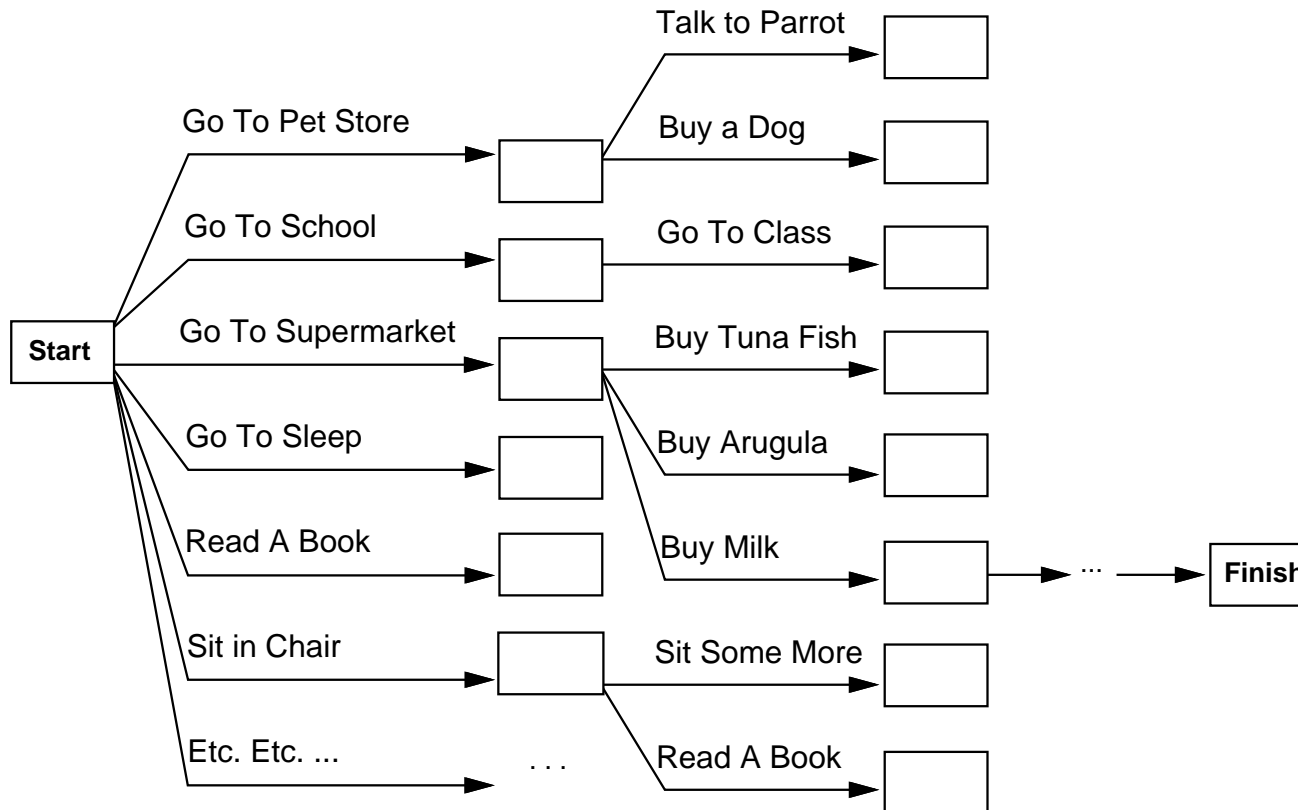 Talk to Parrot
Go To Pet Store
Buy a Dog
Go To School
Go To Class
Start
Go To Supermarket
Buy Tuna Fish
Go To Sleep
Buy Arugula
Read A Book
Buy Milk
...
Finish
Sit in Chair
Sit Some More
Etc. Etc. ...
. . .
Read A Book